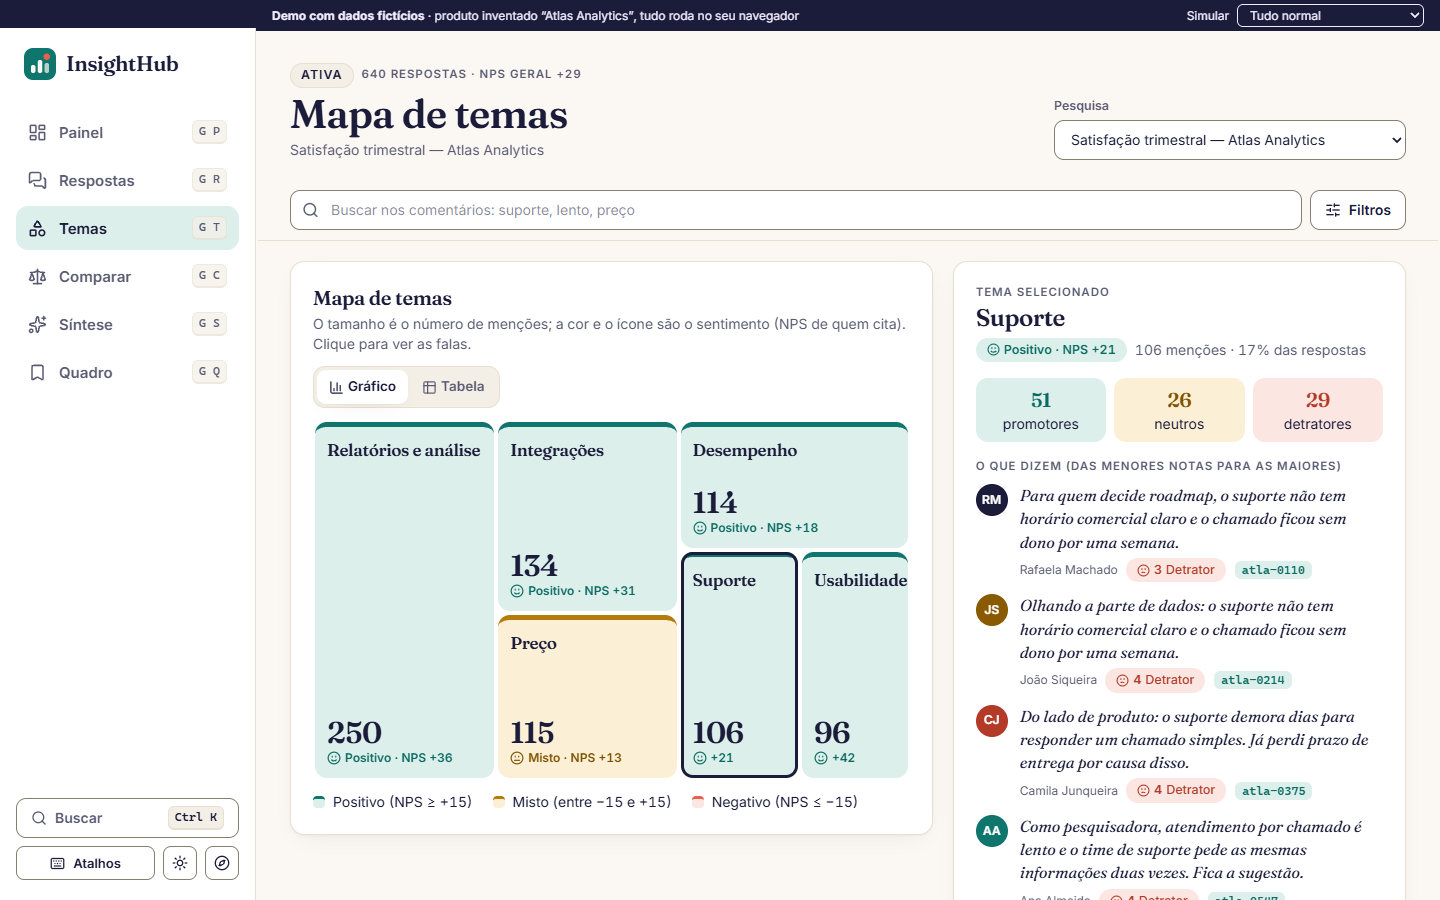 Demo com dados fictícios · produto inventado “Atlas Analytics”, tudo roda no seu navegador
Simular
Tudo normal
InsightHub
Painel G P
Respostas G R
Temas G T
Comparar G C
Síntese G S
Quadro G Q
Buscar Ctrl K
Atalhos
ATIVA 640 RESPOSTAS · NPS GERAL +29
Mapa de temas
Satisfação trimestral — Atlas Analytics
Pesquisa
Satisfação trimestral — Atlas Analytics
Buscar nos comentários: suporte, lento, preço
Filtros
Mapa de temas
O tamanho é o número de menções; a cor e o ícone são o sentimento (NPS de quem cita).
Clique para ver as falas.
Gráfico Tabela
Relatórios e análise
250
Positivo · NPS +36
Integrações
134
Positivo · NPS +31
Preço
115
Misto · NPS +13
Desempenho
114
Positivo · NPS +18
Suporte
106
+21
Usabilidade
96
+42
Positivo (NPS ≥ +15) Misto (entre −15 e +15) Negativo (NPS ≤ −15)
TEMA SELECIONADO
Suporte
Positivo · NPS +21 106 menções · 17% das respostas
51
promotores
26
neutros
29
detratores
O QUE DIZEM (DAS MENORES NOTAS PARA AS MAIORES)
RM
Para quem decide roadmap, o suporte não tem
horário comercial claro e o chamado ficou sem
dono por uma semana.
Rafaela Machado 3 Detrator atla-0110
JS
Olhando a parte de dados: o suporte não tem
horário comercial claro e o chamado ficou sem
dono por uma semana.
João Siqueira 4 Detrator atla-0214
CJ
Do lado de produto: o suporte demora dias para
responder um chamado simples. Já perdi prazo de
entrega por causa disso.
Camila Junqueira 4 Detrator atla-0375
AA
Como pesquisadora, atendimento por chamado é
lento e o time de suporte pede as mesmas
informações duas vezes. Fica a sugestão.
Ana Almeida 4 Detrator